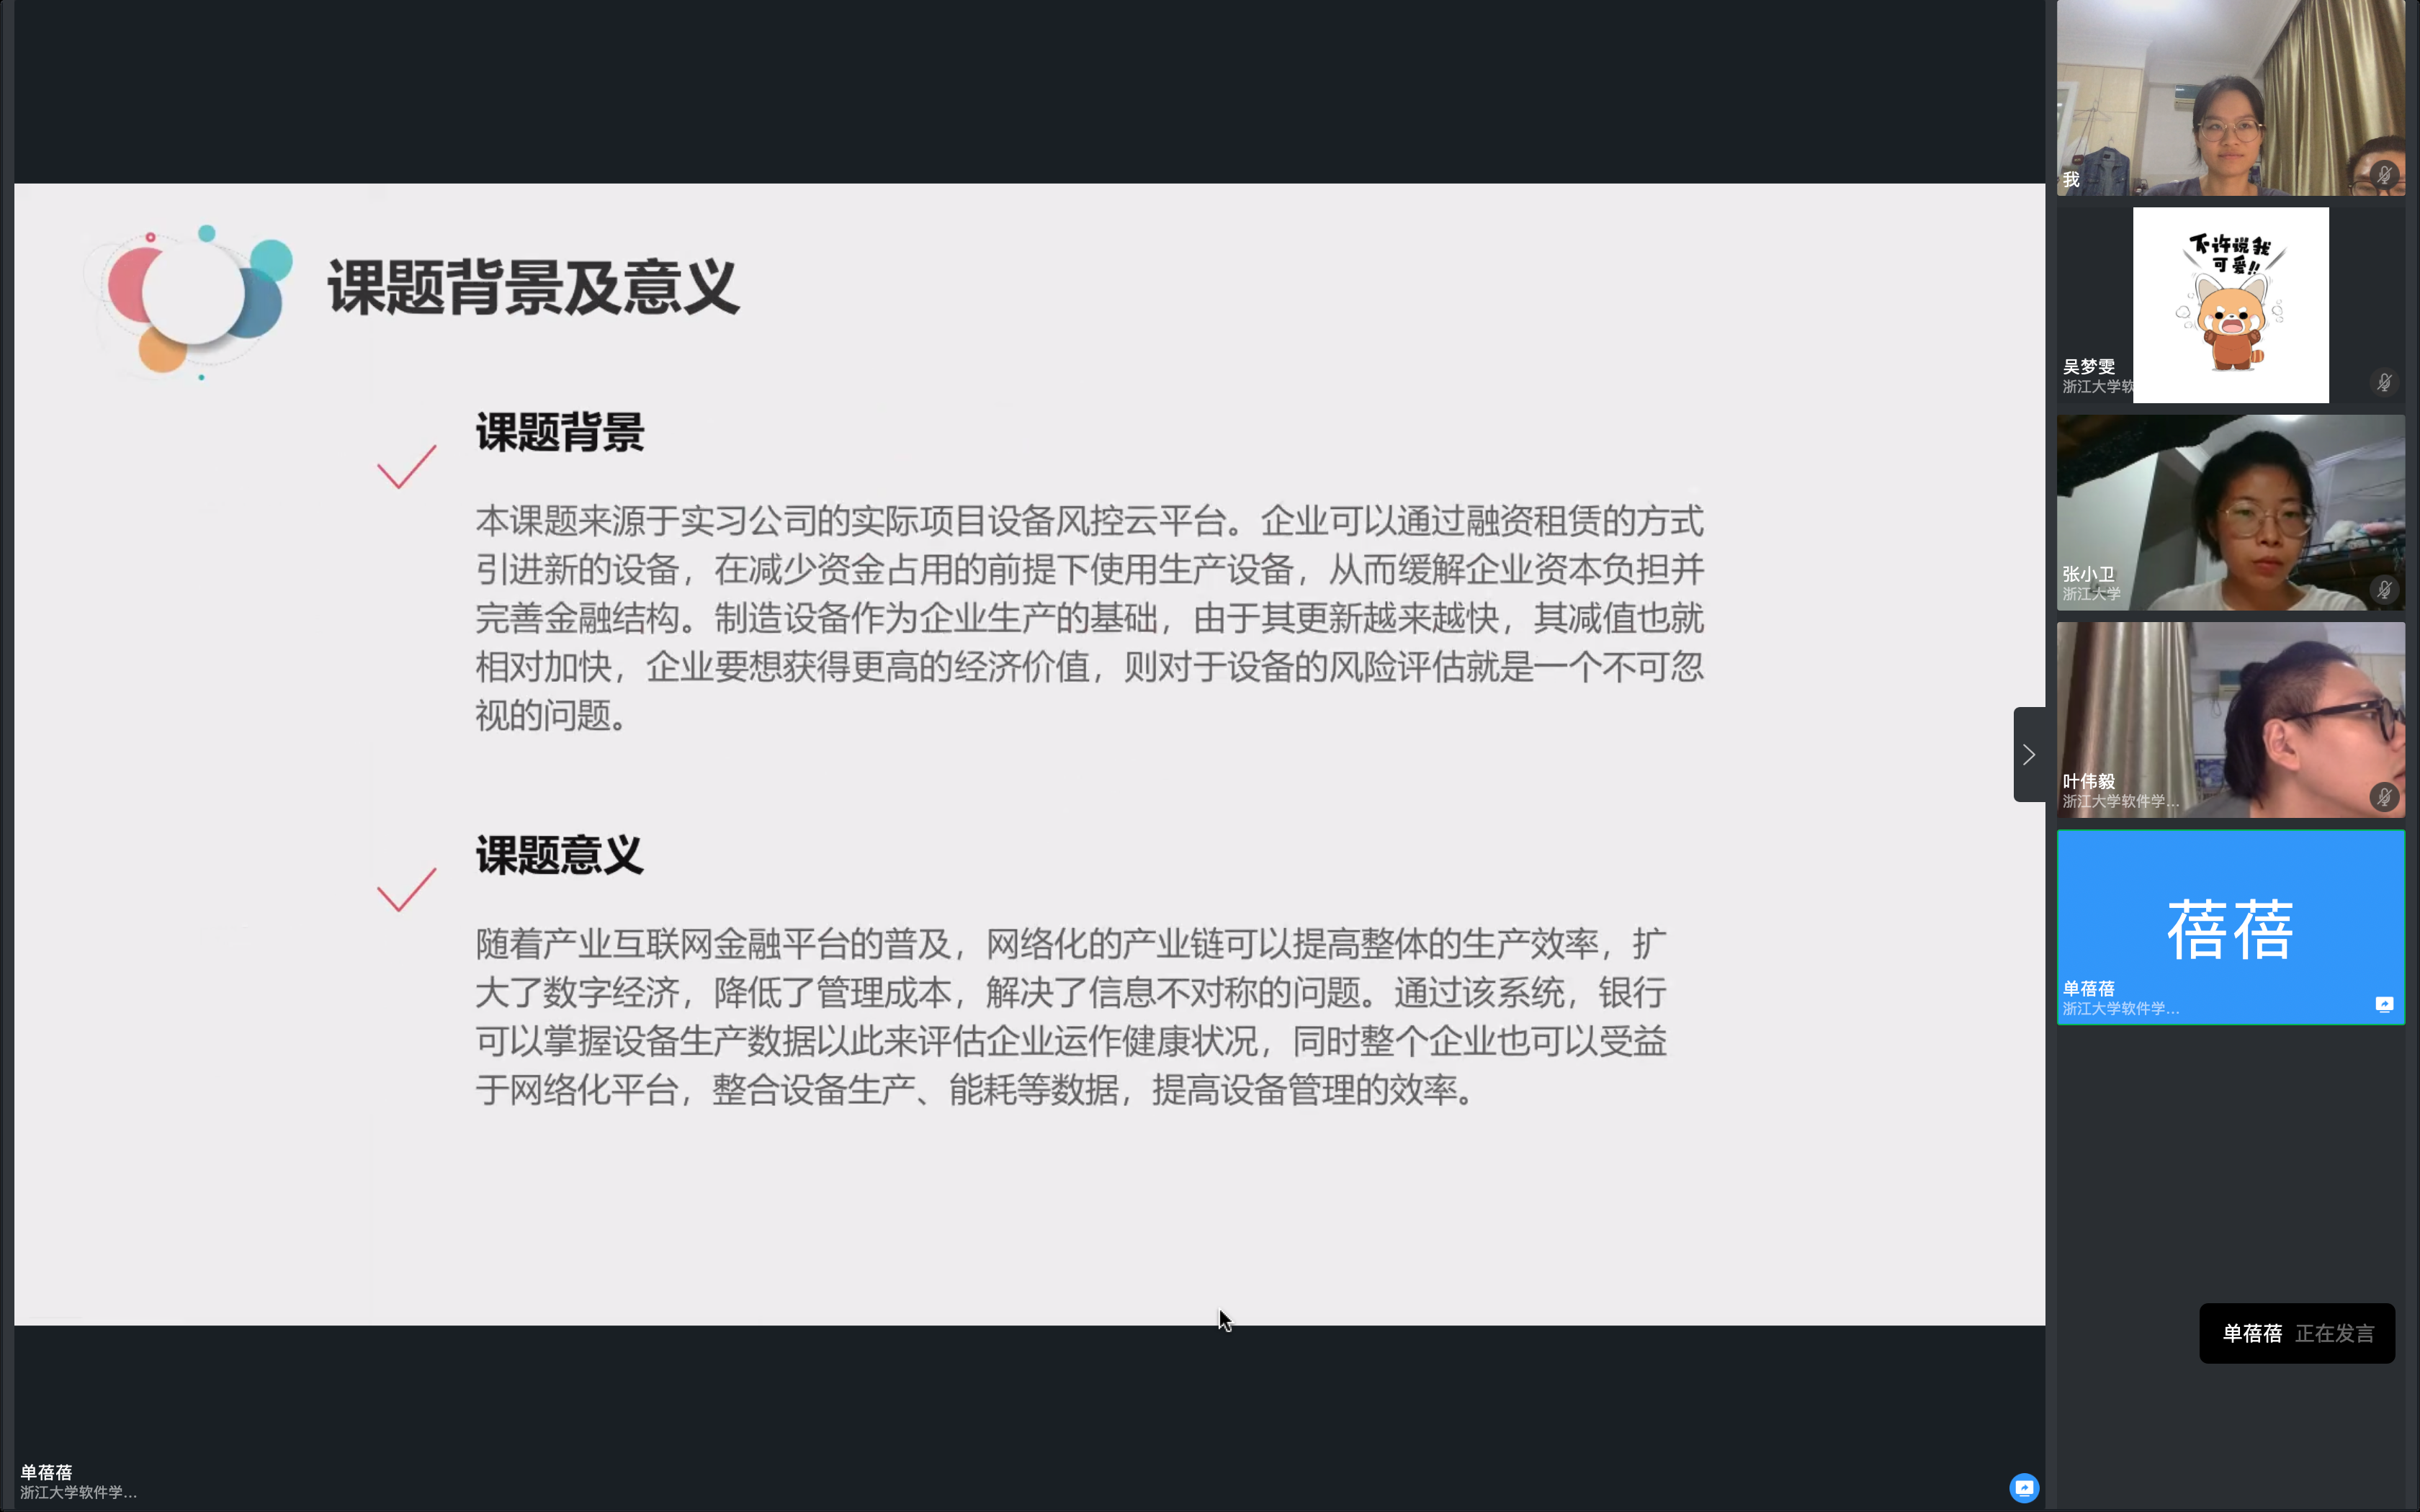 课题背景及意义
课题背景
本课题来源于实习公司的实际项目设备风控云平台。企业可以通过融资租赁的方式
引进新的设备，在减少资金占用的前提下使用生产设备，从而缓解企业资本负担并
完善金融结构。制造设备作为企业生产的基础，由于其更新越来越快，其减值也就
相对加快，企业要想获得更高的经济价值，则对于设备的风险评估就是一个不可忽
视的问题。
课题意义
随着产业互联网金融平台的普及，网络化的产业链可以提高整体的生产效率，扩
大了数字经济，降低了管理成本，解决了信息不对称的问题。通过该系统，银行
可以掌握设备生产数据以此来评估企业运作健康状况，同时整个企业也可以受益
于网络化平台，整合设备生产、能耗等数据，提高设备管理的效率。
单蓓蓓
浙江大学软件学...
我
不许说我
可爱!!
吴梦雯
浙江大学软
张小卫
浙江大学
叶伟毅
浙江大学软件学...
蓓蓓
单蓓蓓
浙江大学软件学...
单蓓蓓 正在发言